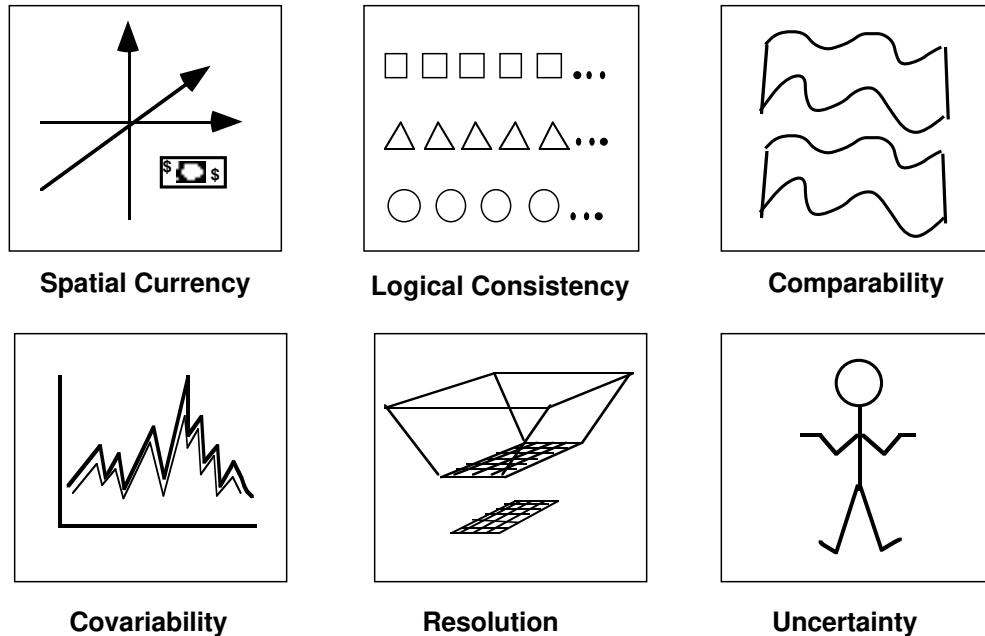 $ $
Spatial Currency
Logical Consistency
Comparability
Covariability
Resolution
Uncertainty